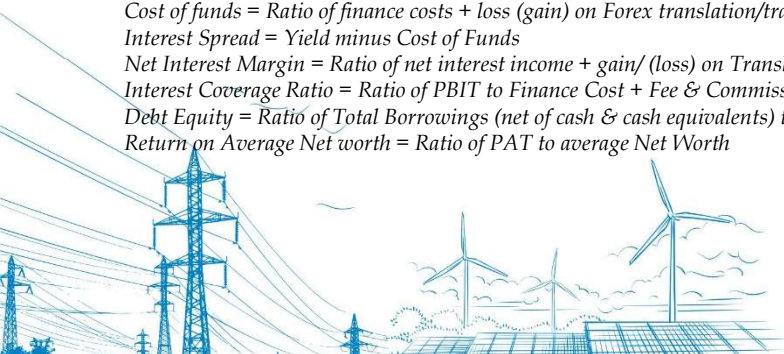 Cost of funds = Ratio of finance costs + loss (gain) on Forex translation/tra
Interest Spread = Yield minus Cost of Funds
Net Interest Margin = Ratio of net interest income + gain/ (loss) on Transl
Interest Coverage Ratio = Ratio of PBIT to Finance Cost + Fee & Commiss
Debt Equity = Ratio of Total Borrowings (net of cash & cash equivalents) t
Return on Average Net worth = Ratio of PAT to average Net Worth